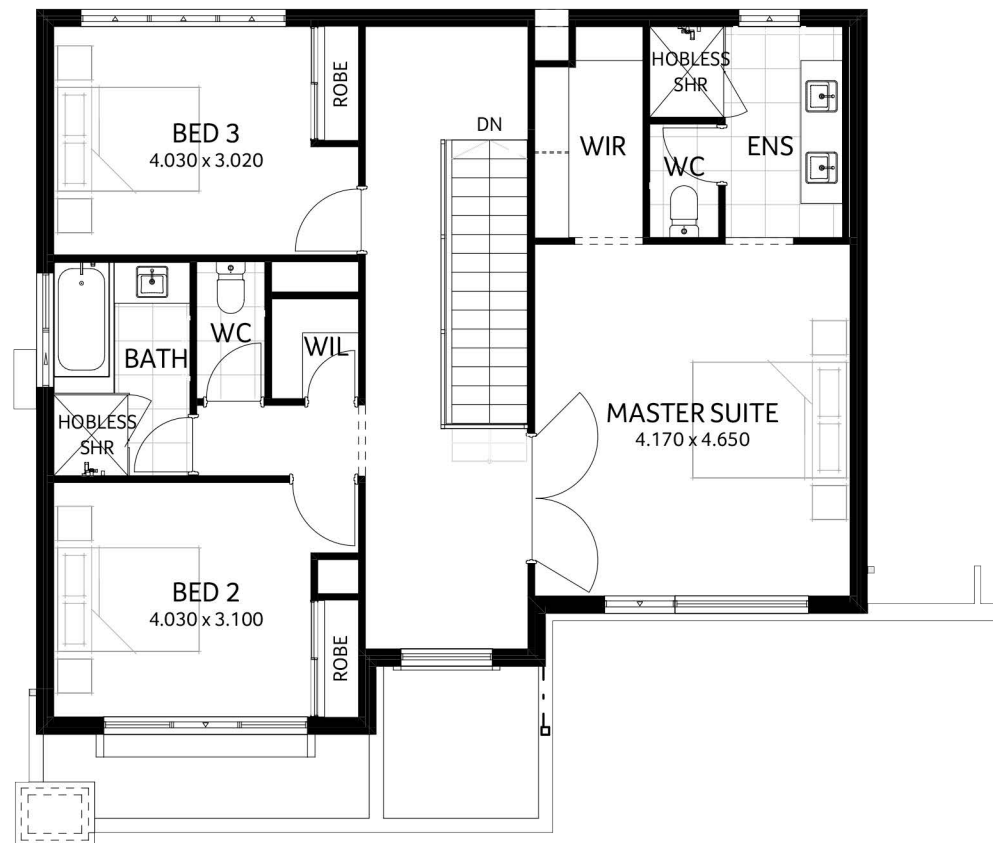 HOBLESS
SHR
ROBE
BED 3
4.030 x 3.020
DN
WIR
WC
ENS
WC
WIL
BATH
HOBLESS
SHR
MASTER SUITE
4.170 x 4.650
BED 2
4.030 x 3.100
ROBE